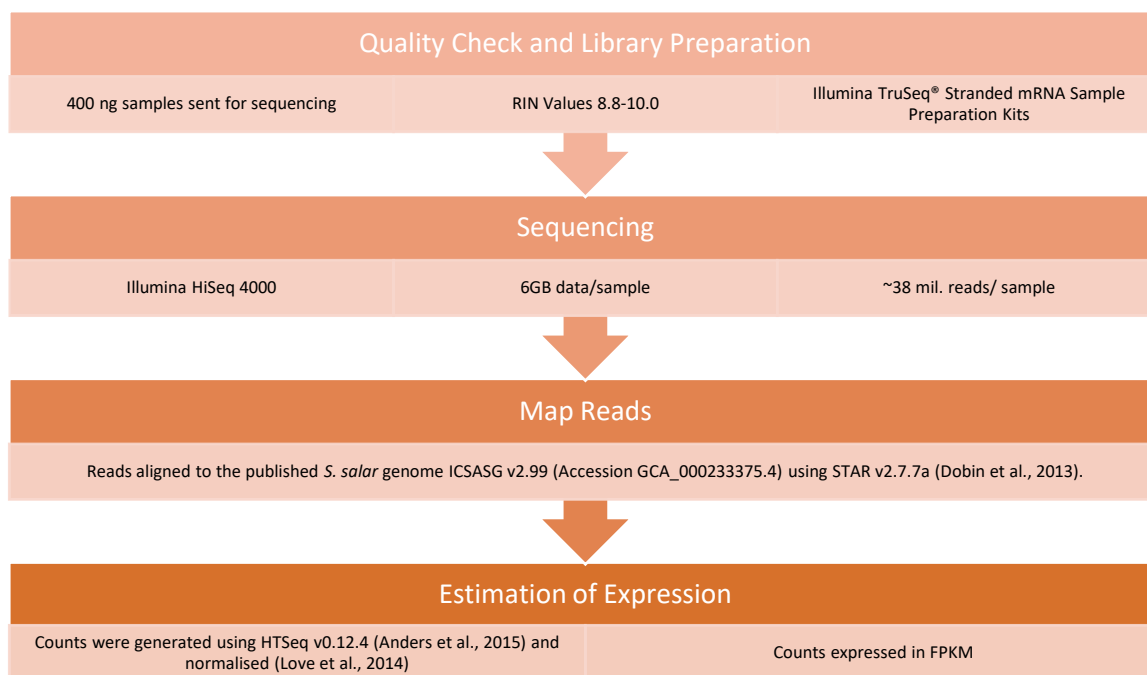 Quality Check and Library Preparation
400 ng samples sent for sequencing
RIN Values 8.8-10.0
Illumina TruSeq® Stranded mRNA Sample
Preparation Kits
Sequencing
Illumina HiSeq 4000
6GB data/sample
~38 mil. reads/ sample
Map Reads
Reads aligned to the published S. salar genome ICSASG v2.99 (Accession GCA_000233375.4) using STAR v2.7.7a (Dobin et al., 2013).
Estimation of Expression
Counts were generated using HTSeq v0.12.4 (Anders et al., 2015) and
normalised (Love et al., 2014)
Counts expressed in FPKM